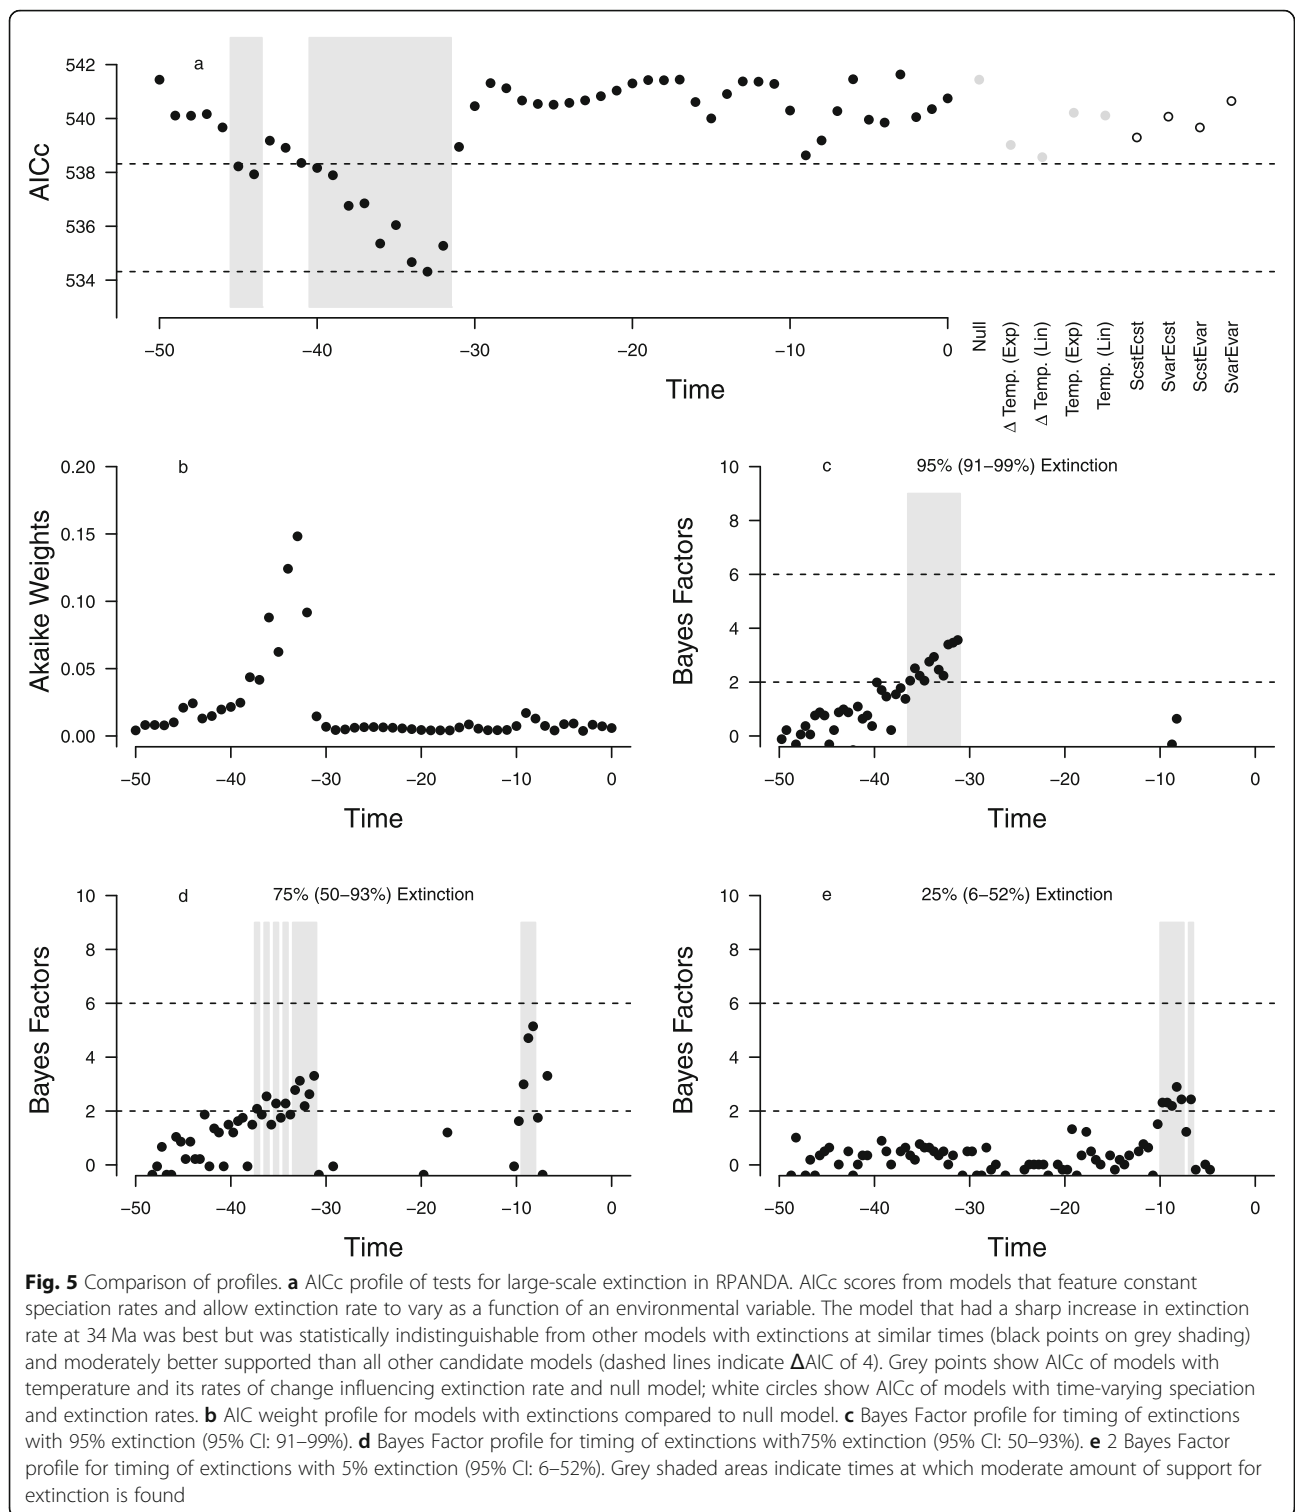 a
542
540
538
536
534
AICc
−50
−40
−30
−20
−10
0
Time
Null
Δ Temp. (Exp)
Δ Temp. (Lin)
Temp. (Exp)
Temp. (Lin)
ScstEcst
SvarEcst
ScstEvar
SvarEvar
b
0.20
0.15
0.10
0.05
0.00
Akaike Weights
−50
−40
−30
−20
−10
0
Time
c
95% (91–99%) Extinction
10
8
6
4
2
0
Bayes Factors
−50
−40
−30
−20
−10
0
Time
d
75% (50–93%) Extinction
10
8
6
4
2
0
Bayes Factors
−50
−40
−30
−20
−10
0
Time
e
25% (6–52%) Extinction
10
8
6
4
2
0
Bayes Factors
−50
−40
−30
−20
−10
0
Time
Fig. 5 Comparison of profiles. a AICc profile of tests for large-scale extinction in RPANDA. AICc scores from models that feature constant
speciation rates and allow extinction rate to vary as a function of an environmental variable. The model that had a sharp increase in extinction
rate at 34 Ma was best but was statistically indistinguishable from other models with extinctions at similar times (black points on grey shading)
and moderately better supported than all other candidate models (dashed lines indicate ΔAIC of 4). Grey points show AICc of models with
temperature and its rates of change influencing extinction rate and null model; white circles show AICc of models with time-varying speciation
and extinction rates. b AIC weight profile for models with extinctions compared to null model. c Bayes Factor profile for timing of extinctions
with 95% extinction (95% CI: 91–99%). d Bayes Factor profile for timing of extinctions with75% extinction (95% CI: 50–93%). e 2 Bayes Factor
profile for timing of extinctions with 5% extinction (95% CI: 6–52%). Grey shaded areas indicate times at which moderate amount of support for
extinction is found